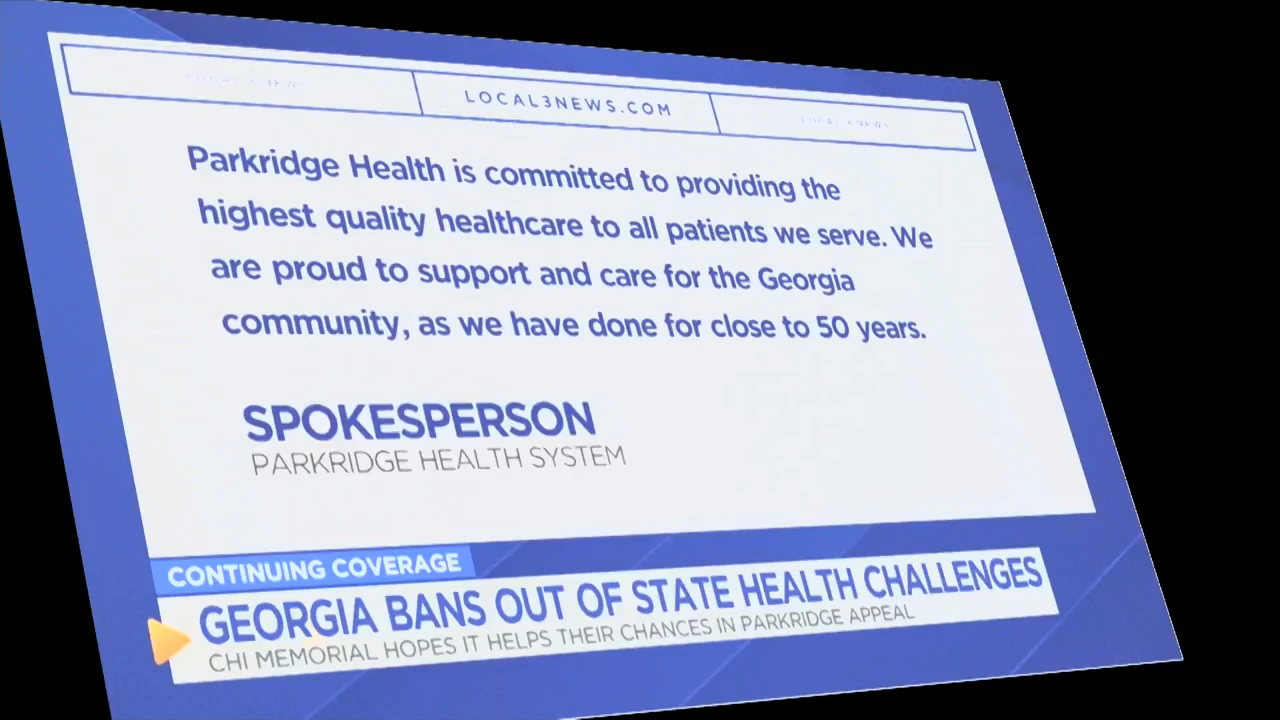 LOCAL3NEWS.COM
Parkridge Health is committed to providing the
highest quality healthcare to all patients we serve. We
are proud to support and care for the Georgia
community, as we have done for close to 50 years.
SPOKESPERSON
PARKRIDGE HEALTH SYSTEM
CONTINUING COVERAGE
GEORGIA BANS OUT OF STATE HEALTH CHALLENGES
CHI MEMORIAL HOPES IT HELPS THEIR CHANCES IN PARKRIDGE APPEAL